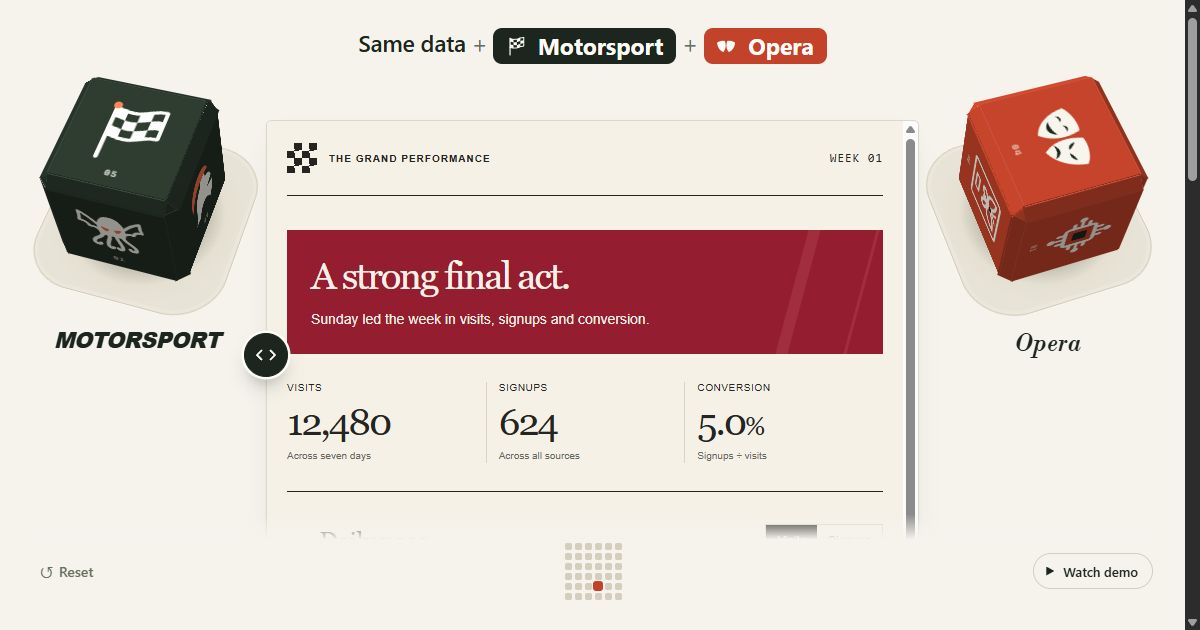 Same data + Motorsport + Opera
05
04
MOTORSPORT
Opera
THE GRAND PERFORMANCE WEEK 01
A strong final act.
Sunday led the week in visits, signups and conversion.
VISITS SIGNUPS CONVERSION
12,480 624 5.0%
Across seven days Across all sources Signups ÷ visits
Reset
Watch demo